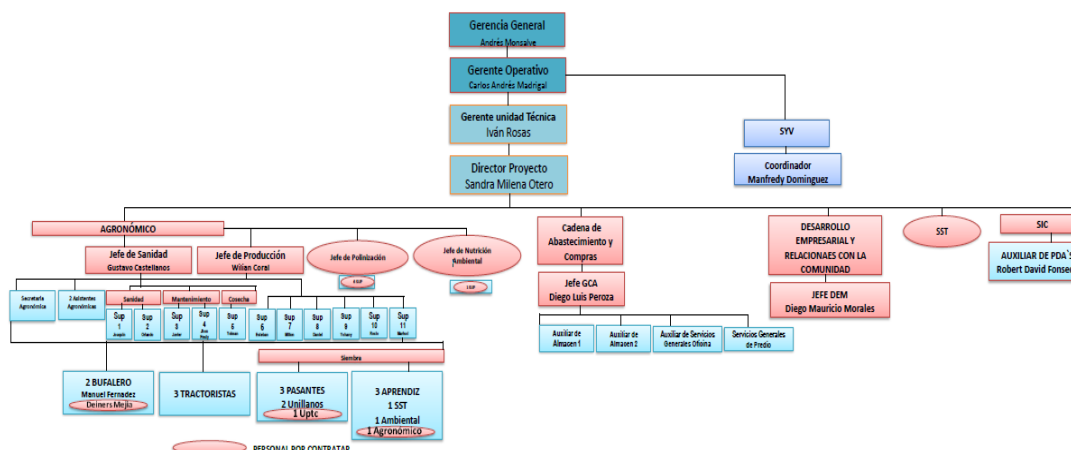 Gerencia General
Andrés Monsalve
Gerente Operativo
Carlos Andrés Madrigal
Gerente unidad Técnica
Iván Rosas
SYV
Director Proyecto
Sandra Milena Otero
Coordinador
Manfredy Dominguez
AGRONÓMICO
Cadena de
Abastecimiento y
Compras
DESARROLLO
EMPRESARIAL Y
RELACIONAES CON LA
COMUNIDAD
SST
SIC
Jefe de Sanidad
Gustavo Castellanos
Jefe de Producción
Wilian Coral
Jefe de Polinización
Jefe de Nutrición
Ambiental
AUXILIAR DE PDA`S
Robert David Fonsec
Jefe GCA
Diego Luis Peroza
JEFE DEM
Diego Mauricio Morales
Secretaria
Agronómica
2 Asistentes
Agronómicos
Sanidad
Mantenimiento
Cosecha
Sup
1
Sup
2
Sup
3
Sup
4
Sup
5
Sup
6
Sup
7
Sup
8
Sup
9
Sup
10
Sup
11
Auxiliar de
Almacen 1
Auxiliar de
Almacen 2
Auxiliar de Servicios
Generales Oficina
Servicios Generales
de Predio
Siembra
2 BUFALERO
Manuel Fernadez
Deiners Mejia
3 TRACTORISTAS
3 PASANTES
2 Unillanos
1 Uptc
3 APRENDIZ
1 SST
1 Ambiental
1 Agronómico
PERSONAL POR CONTRATAR